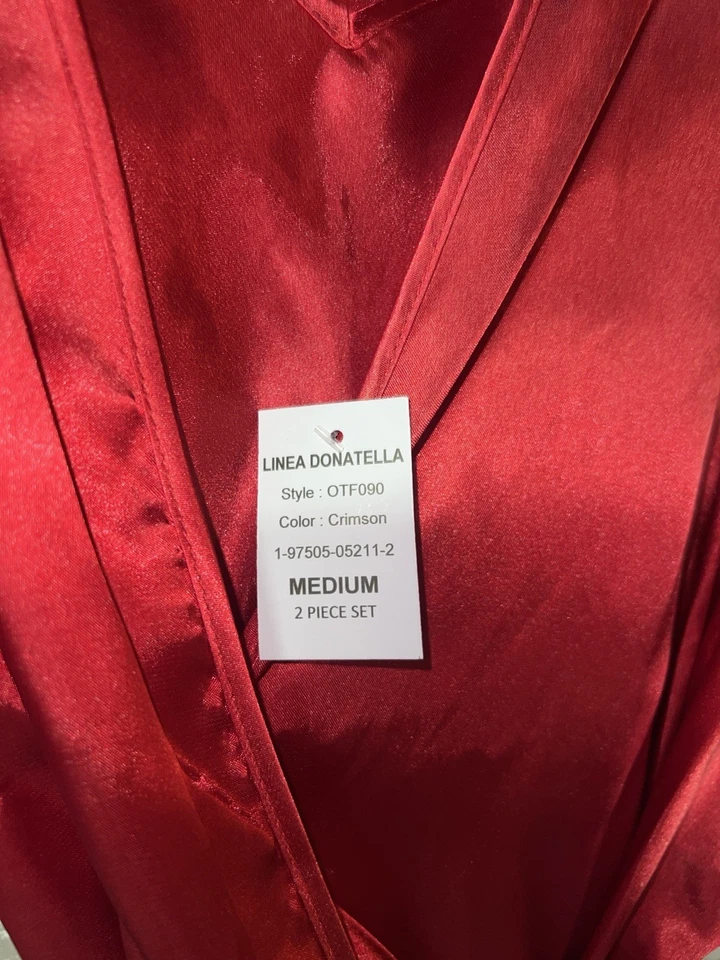 LINEA DONATELLA
Style : OTF090
Color : Crimson
1-97505-05211-2
MEDIUM
2 PIECE SET